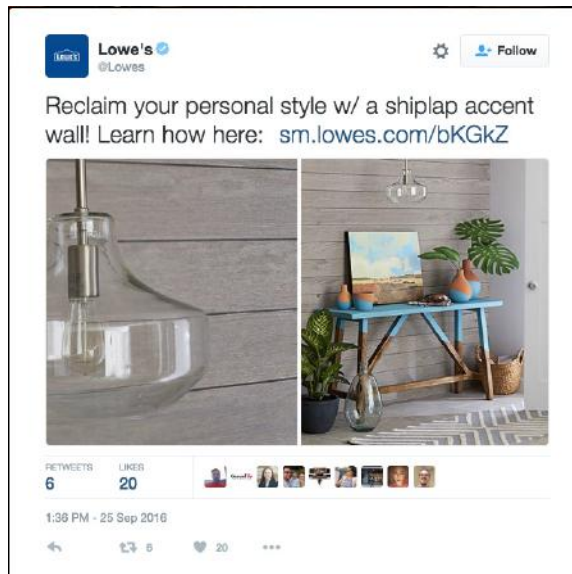 LOWE'S
Lowe's
@Lowes
Follow
Reclaim your personal style w/ a shiplap accent
wall! Learn how here: sm.lowes.com/bKGkZ
RETWEETS
LIKES
6
20
1:36 PM - 25 Sep 2016
6
20